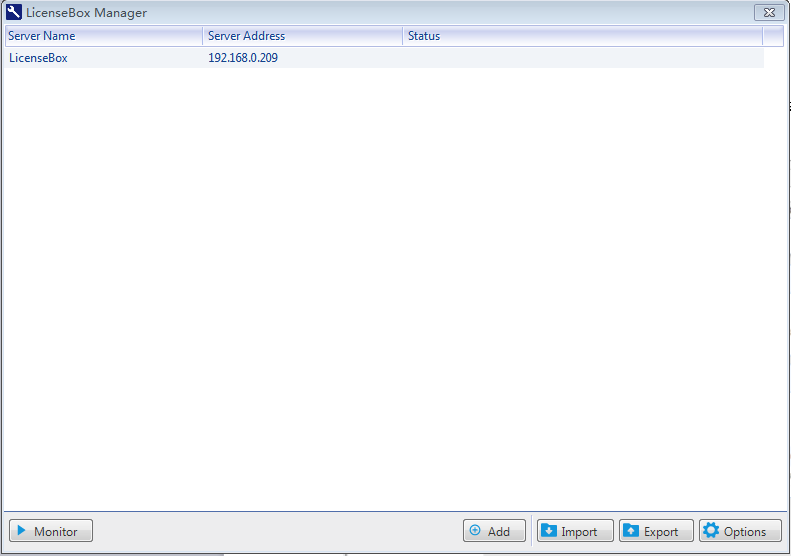 LicenseBox Manager
Server Name Server Address Status
LicenseBox 192.168.0.209
Monitor Add Import Export Options